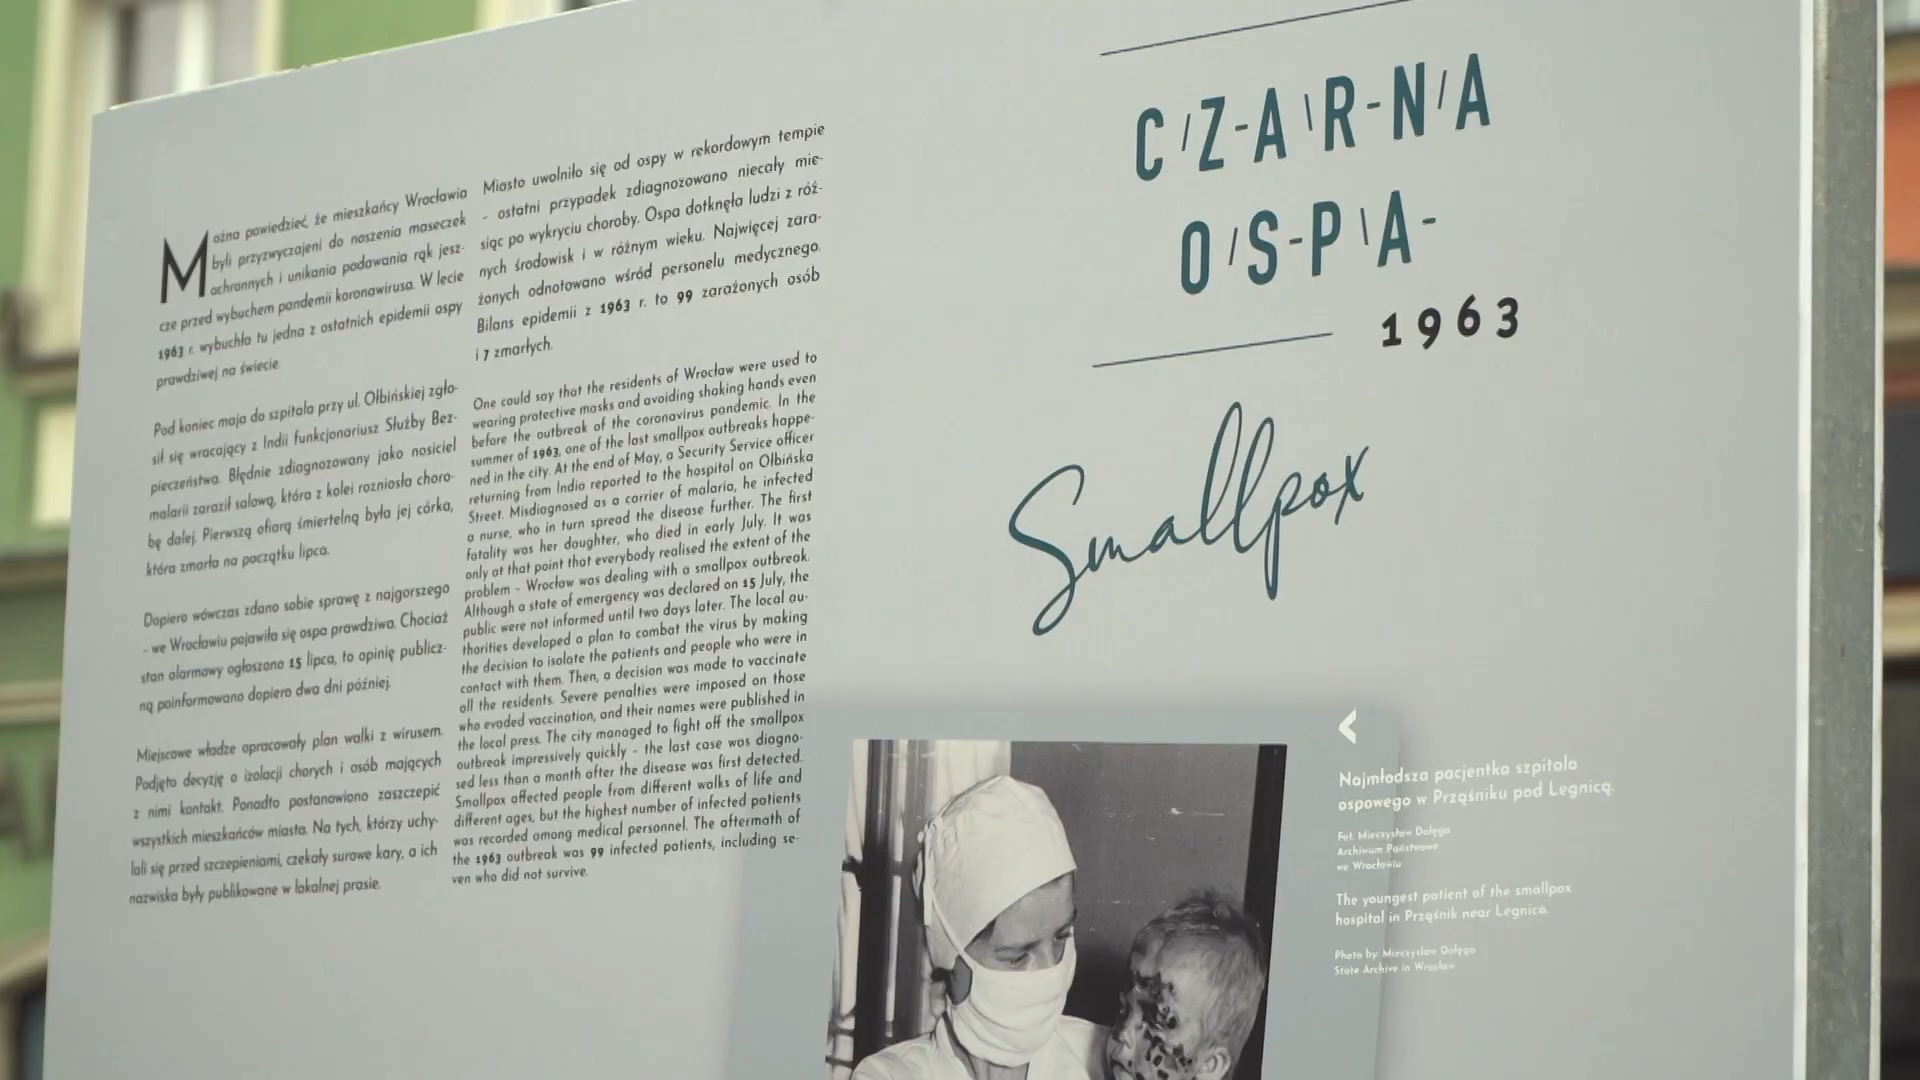 Można powiedzieć, że mieszkańcy Wrocławia
byli przyzwyczajeni do noszenia maseczek
ochronnych i unikania podawania rąk jesz-
cze przed wybuchem pandemii koronawirusa. W lecie
1963 r. wybuchła tu jedna z ostatnich epidemii ospy
prawdziwej na świecie.
Pod koniec maja do szpitala przy ul. Ołbińskiej zgło-
sił się wracający z Indii funkcjonariusz Służby Bez-
pieczeństwa. Błędnie zdiagnozowany jako nosiciel
malarii zaraził salową, która z kolei rozniosła choro-
bę dalej. Pierwszą ofiarą śmiertelną była jej córka,
która zmarła na początku lipca.
Dopiero wówczas zdano sobie sprawę z najgorszego
- we Wrocławiu pojawiła się ospa prawdziwa. Chociaż
stan alarmowy ogłoszono 15 lipca, to opinię publicz-
ną poinformowano dopiero dwa dni później.
Miejscowe władze opracowały plan walki z wirusem.
Podjęto decyzję o izolacji chorych i osób mających
z nimi kontakt. Ponadto postanowiono zaszczepić
wszystkich mieszkańców miasta. Na tych, którzy uchy-
lali się przed szczepieniami, czekały surowe kary, a ich
nazwiska były publikowane w lokalnej prasie.
Miasto uwolniło się od ospy w rekordowym tempie
- ostatni przypadek zdiagnozowano niecały mie-
siąc po wykryciu choroby. Ospa dotknęła ludzi z róż-
nych środowisk i w różnym wieku. Najwięcej zara-
żonych odnotowano wśród personelu medycznego.
Bilans epidemii z 1963 r. to 99 zarażonych osób
i 7 zmarłych.
One could say that the residents of Wrocław were used to
wearing protective masks and avoiding shaking hands even
before the outbreak of the coronavirus pandemic. In the
summer of 1963, one of the last smallpox outbreaks happe-
ned in the city. At the end of May, a Security Service officer
returning from India reported to the hospital on Ołbińska
Street. Misdiagnosed as a carrier of malaria, he infected
a nurse, who in turn spread the disease further. The first
fatality was her daughter, who died in early July. It was
only at that point that everybody realised the extent of the
problem - Wrocław was dealing with a smallpox outbreak.
Although a state of emergency was declared on 15 July, the
public were not informed until two days later. The local au-
thorities developed a plan to combat the virus by making
the decision to isolate the patients and people who were in
contact with them. Then, a decision was made to vaccinate
all the residents. Severe penalties were imposed on those
who evaded vaccination, and their names were published in
the local press. The city managed to fight off the smallpox
outbreak impressively quickly - the last case was diagno-
sed less than a month after the disease was first detected.
Smallpox affected people from different walks of life and
different ages, but the highest number of infected patients
was recorded among medical personnel. The aftermath of
the 1963 outbreak was 99 infected patients, including se-
ven who did not survive.
CZARNA
OSPA
1963
Smallpox
Najmłodsza pacjentka szpitala
ospowego w Prząśniku pod Legnicą.
Fot. Mieczysław Dołęga
Archiwum Państwowe
we Wrocławiu
The youngest patient of the smallpox
hospital in Prząśnik near Legnica.
Photo by: Mieczysław Dołęga
State Archive in Wrocław